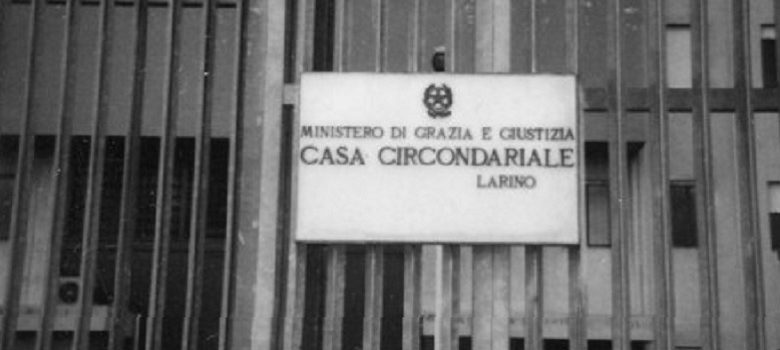 MINISTERO DI GRAZIA E GIUSTIZIA
CASA CIRCONDARIALE
LARINO